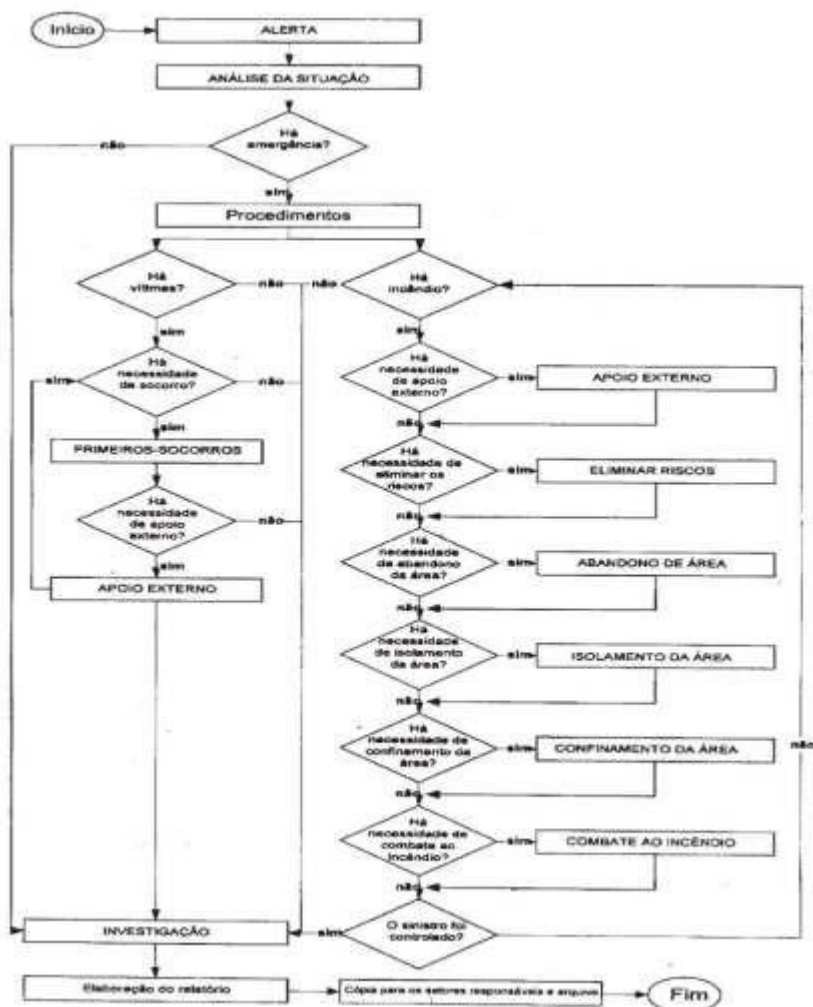 Início
ALERTA
ANÁLISE DA SITUAÇÃO
Há
emergência?
não
sim
Procedimentos
Há
vítimas?
não
não
Há
incêndio?
sim
sim
Há
necessidade
de socorro?
sim
não
Há
necessidade
de apoio
externo?
sim
APOIO EXTERNO
sim
não
PRIMEIROS-SOCORROS
Há
necessidade de
eliminar os
riscos?
sim
ELIMINAR RISCOS
Há
necessidade
de apoio
externo?
não
não
sim
Há
necessidade
de abandono
da área?
sim
ABANDONO DE ÁREA
APOIO EXTERNO
não
Há
necessidade
de isolamento
da área?
sim
ISOLAMENTO DA ÁREA
não
Há
necessidade de
confinamento da
área?
sim
CONFINAMENTO DA ÁREA
não
não
Há
necessidade de
combate ao
incêndio?
sim
COMBATE AO INCÊNDIO
não
INVESTIGAÇÃO
sim
O sinistro foi
controlado?
Elaboração do relatório
Cópia para os setores responsáveis e arquivo
Fim